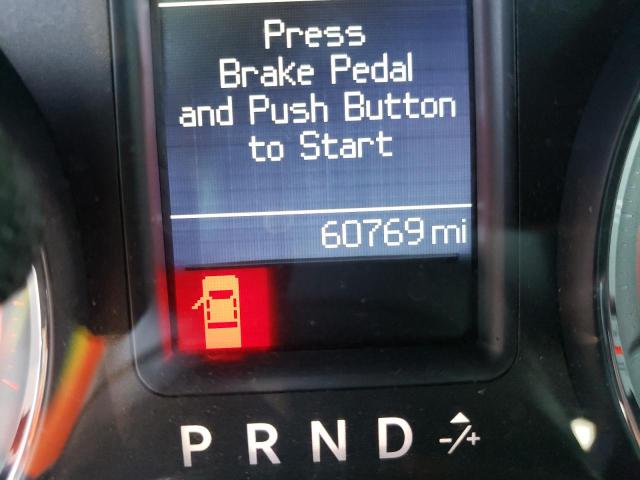 Press
Brake Pedal
and Push Button
to Start
60769 mi
P R N D -/+